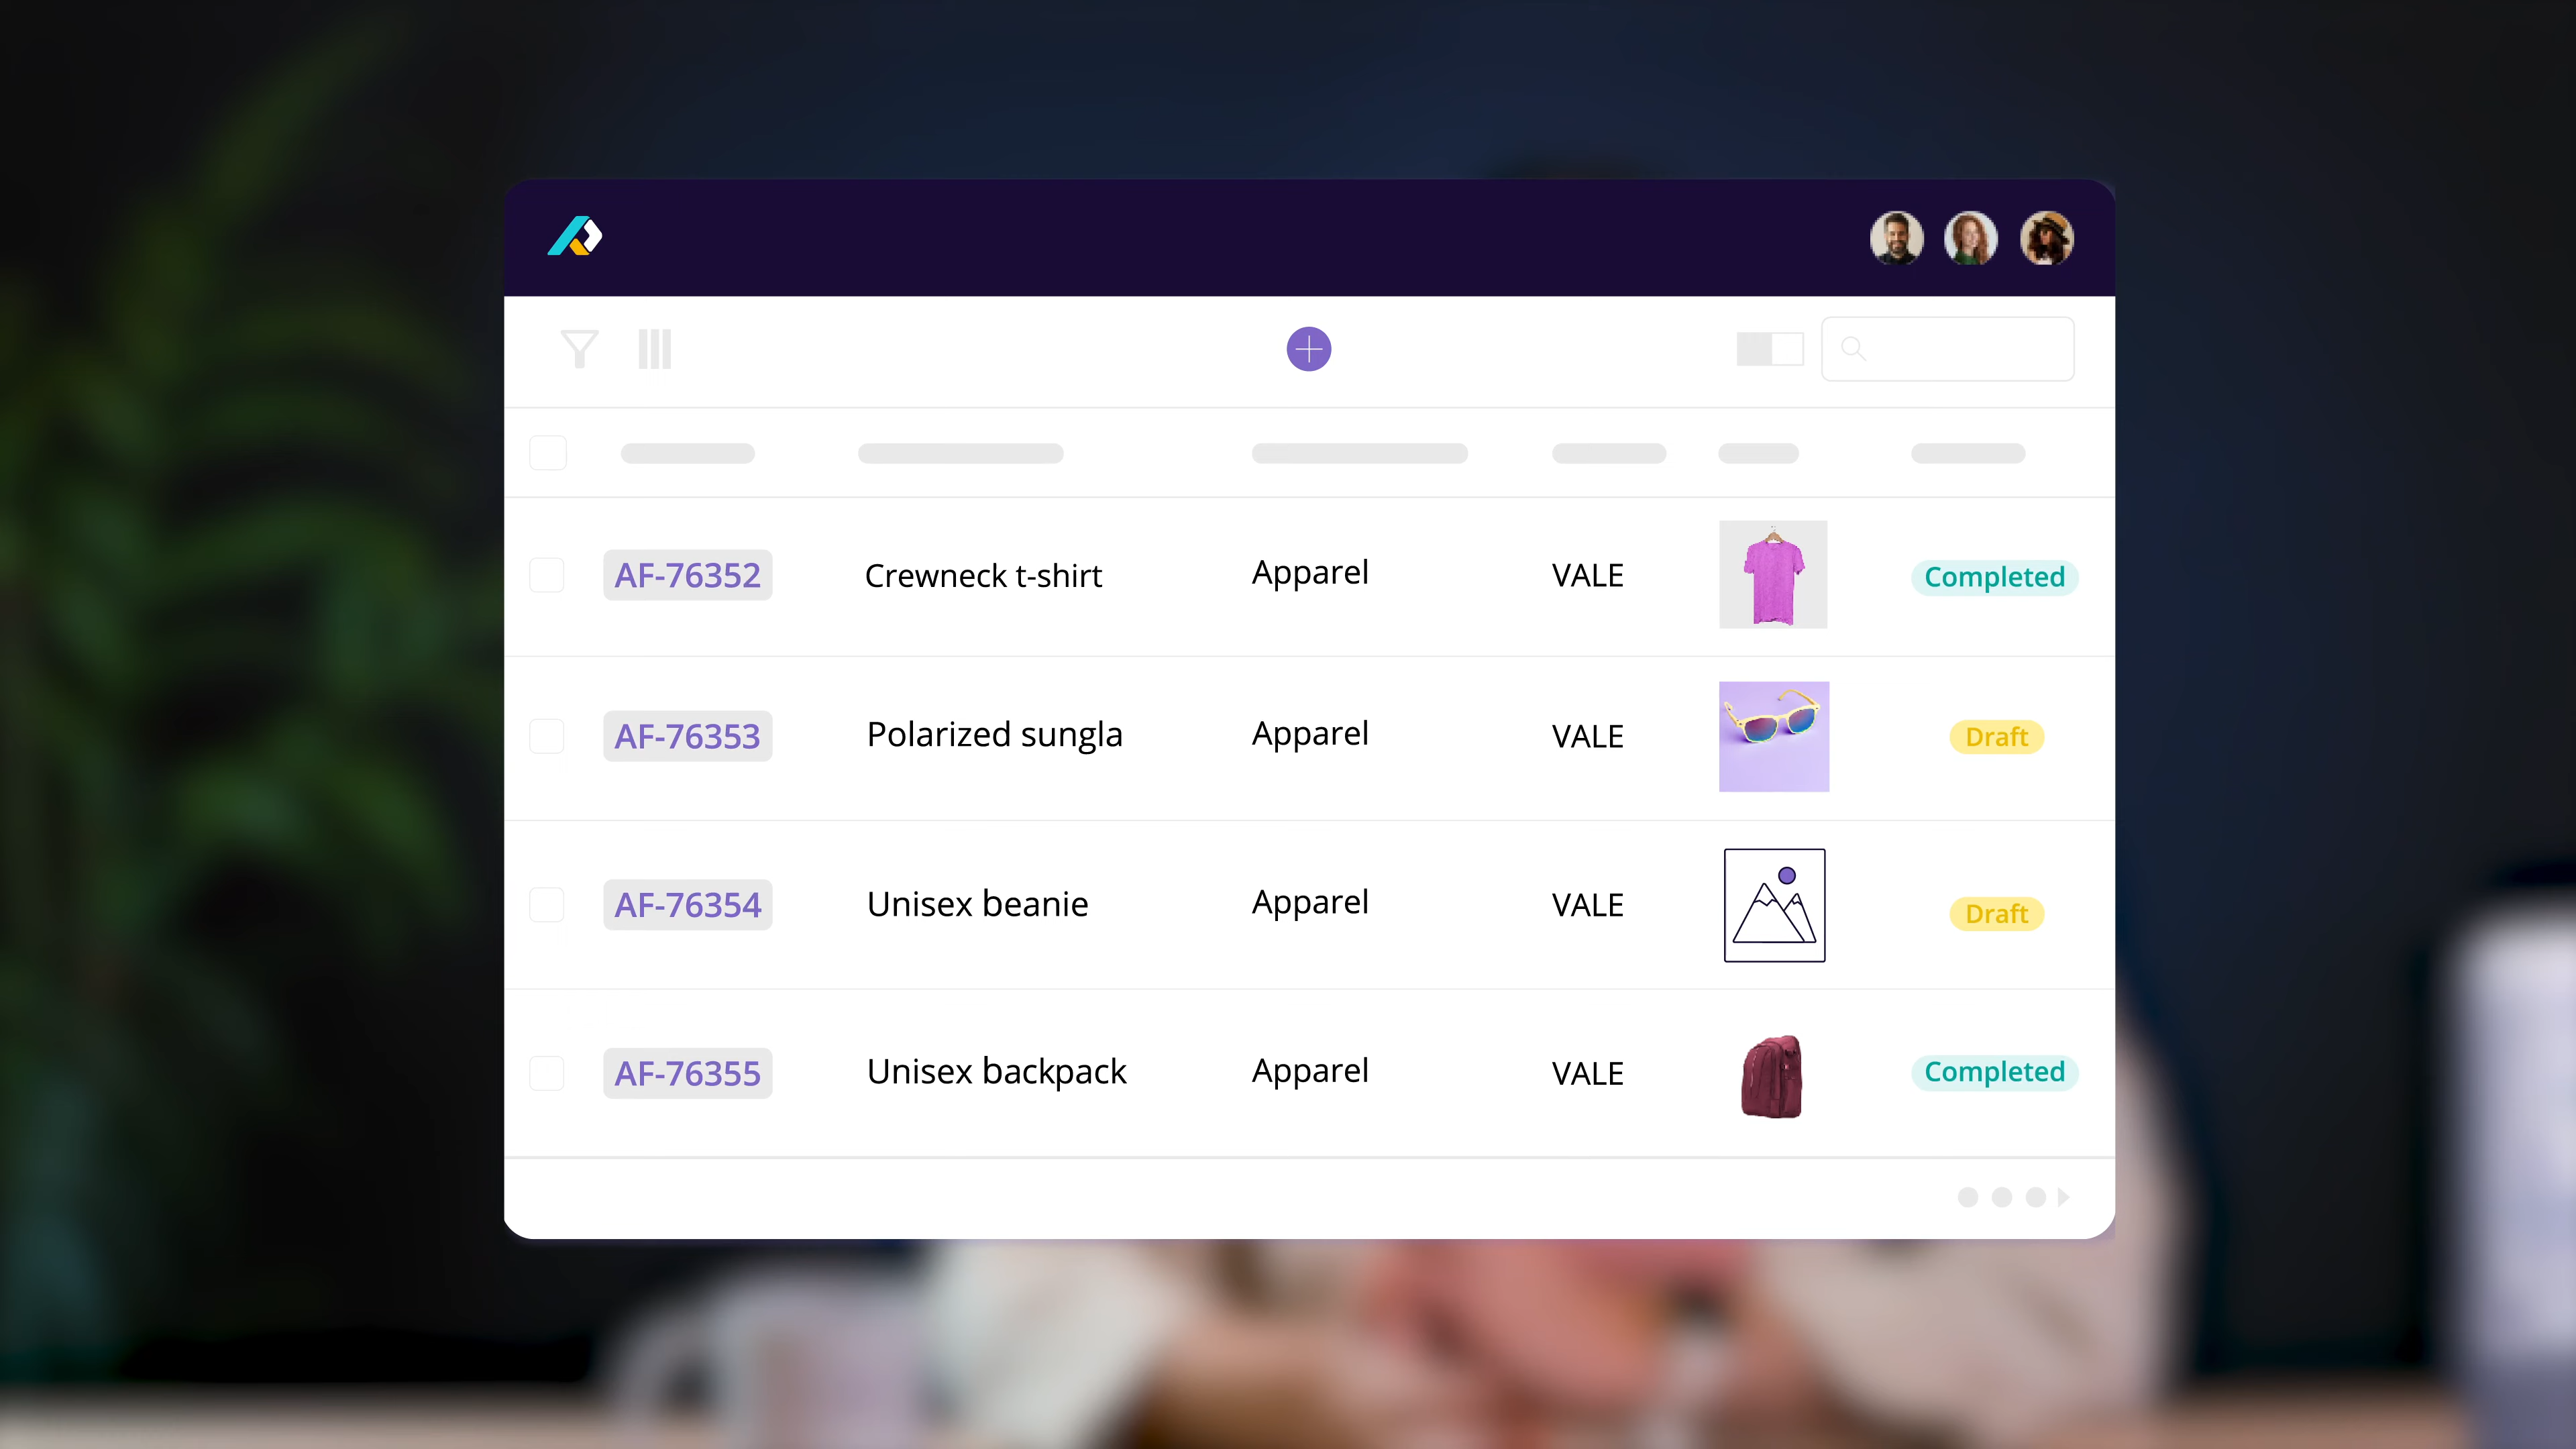 AF-76352 Crewneck t-shirt Apparel VALE Completed
AF-76353 Polarized sungla Apparel VALE Draft
AF-76354 Unisex beanie Apparel VALE Draft
AF-76355 Unisex backpack Apparel VALE Completed